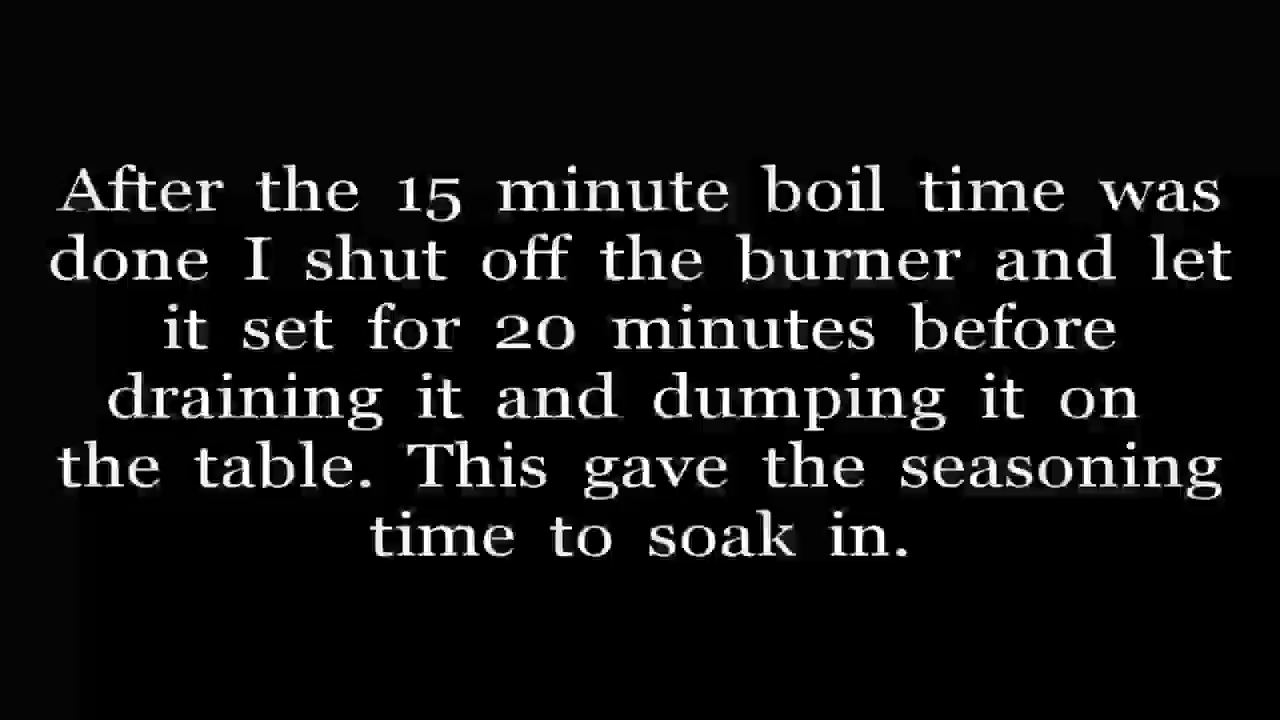 After the 15 minute boil time was
done I shut off the burner and let
it set for 20 minutes before
draining it and dumping it on
the table. This gave the seasoning
time to soak in.